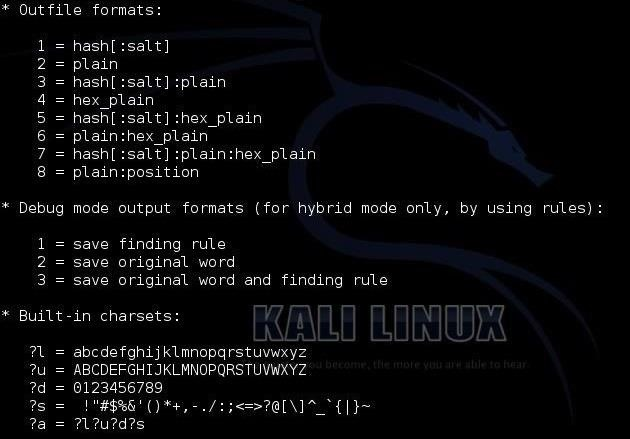 * Outfile formats:
1 = hash[:salt]
2 = plain
3 = hash[:salt]:plain
4 = hex_plain
5 = hash[:salt]:hex_plain
6 = plain:hex_plain
7 = hash[:salt]:plain:hex_plain
8 = plain:position
* Debug mode output formats (for hybrid mode only, by using rules):
1 = save finding rule
2 = save original word
3 = save original word and finding rule
* Built-in charsets:
KALI LINUX
?l = abcdefghijklmnopqrstuvwxyz
?u = ABCDEFGHIJKLMNOPQRSTUVWXYZ
you become, the more you are able to hear
?d = 0123456789
?s =  !"#$%&'()*+,-./:;<=>?@[\]^_`{|}~
?a = ?l?u?d?s